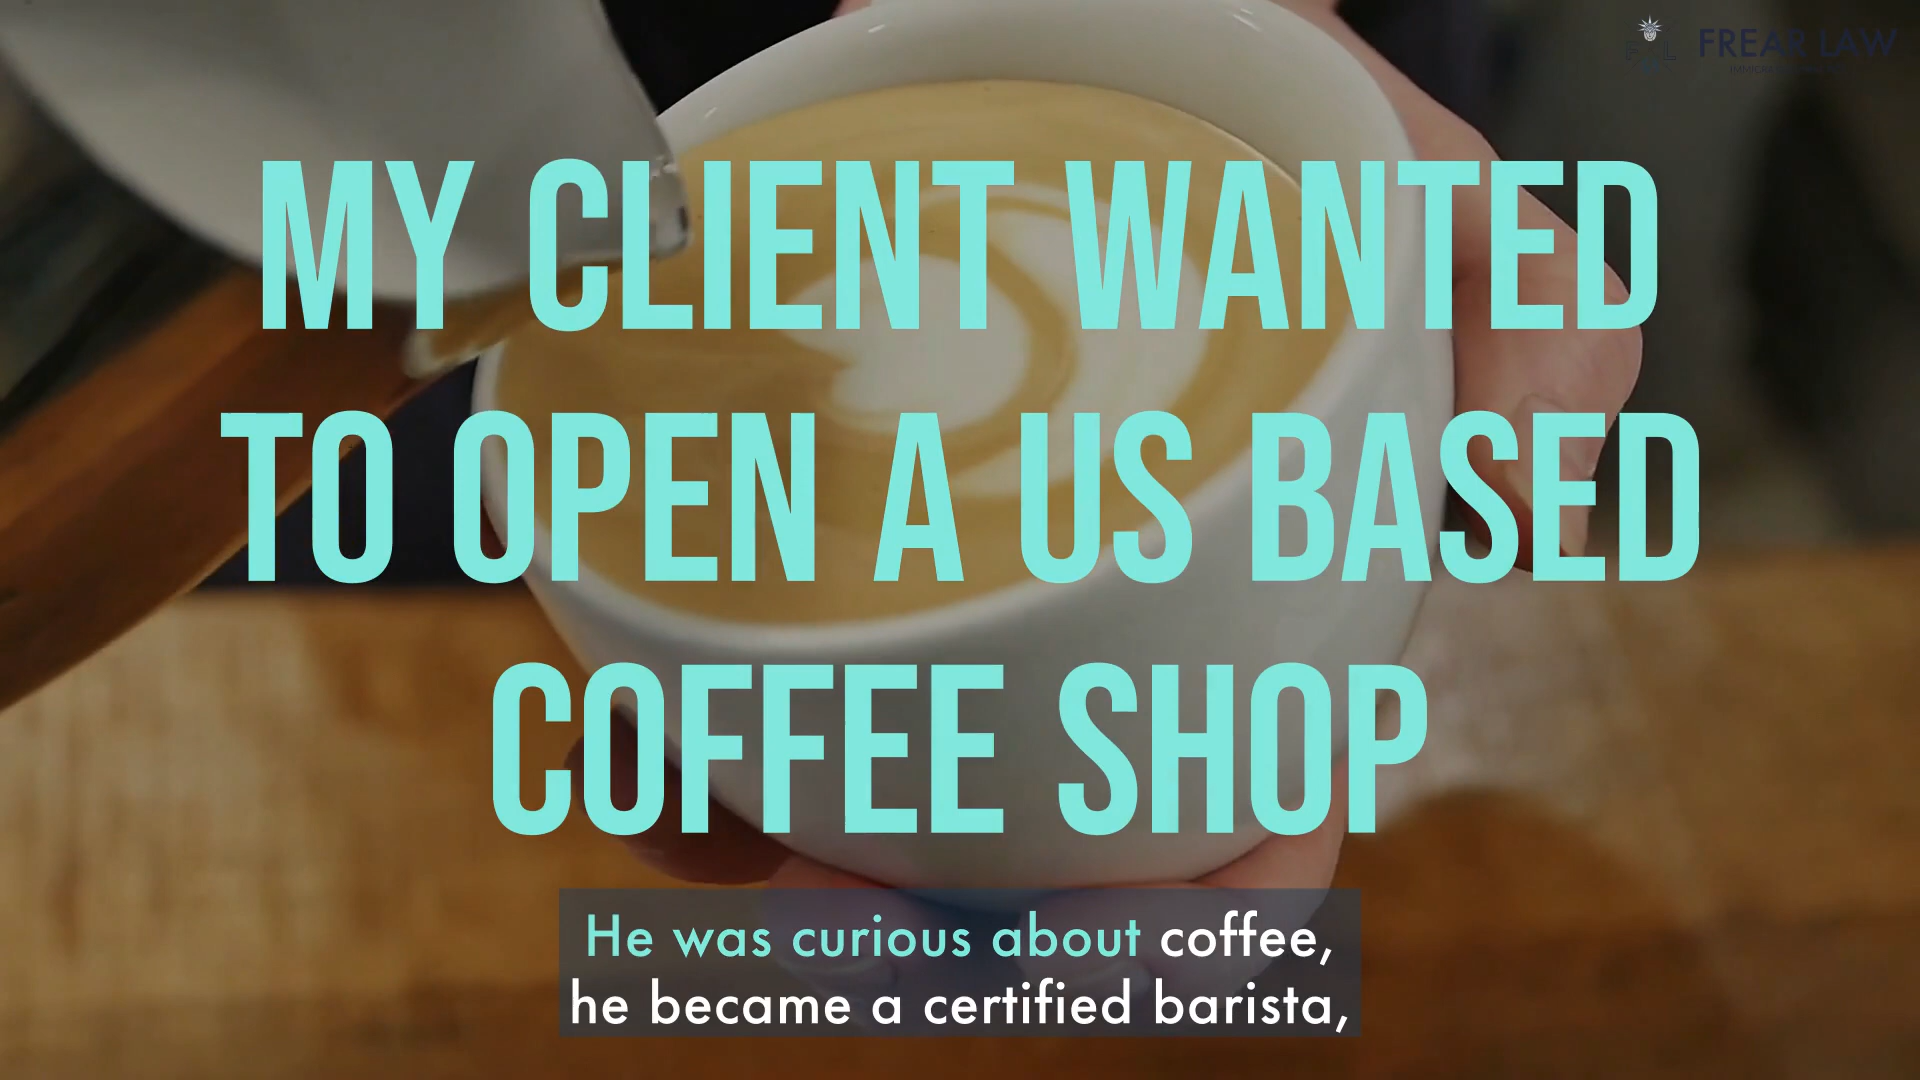 FREAR LAW
MY CLIENT WANTED
TO OPEN A US BASED
COFFEE SHOP
He was curious about coffee,
he became a certified barista,